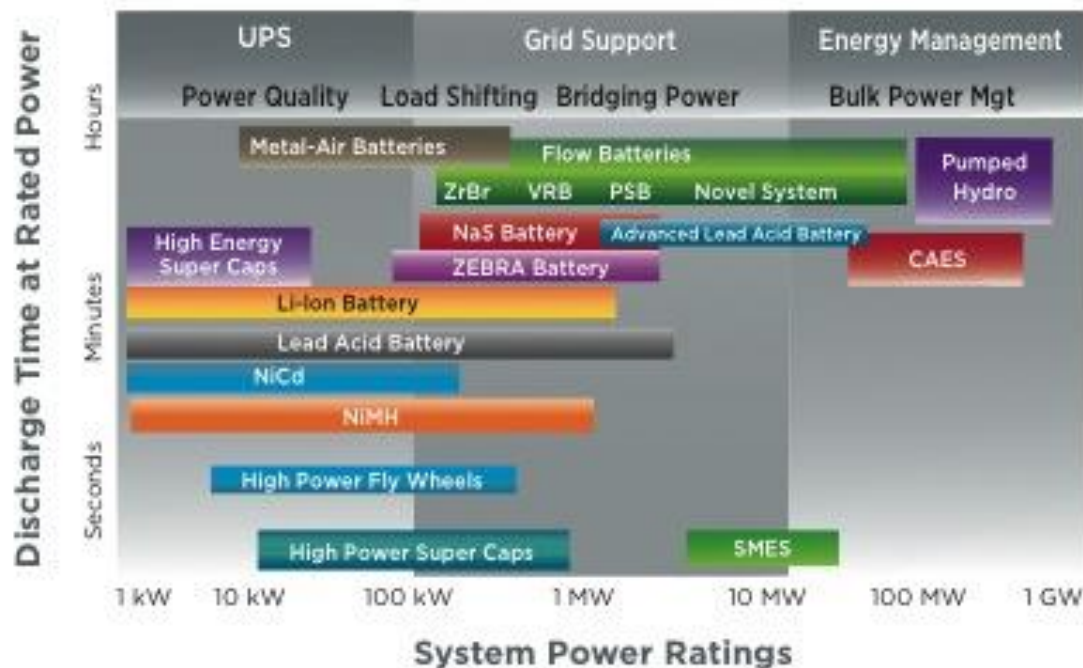 UPS
Grid Support
Energy Management
Power Quality
Load Shifting
Bridging Power
Bulk Power Mgt
Discharge Time at Rated Power
Hours
Minutes
Seconds
Metal-Air Batteries
Flow Batteries
ZrBr
VRB
PSB
Novel System
Pumped
Hydro
High Energy
Super Caps
NaS Battery
Advanced Lead Acid Battery
ZEBRA Battery
CAES
Li-Ion Battery
Lead Acid Battery
NiCd
NiMH
High Power Fly Wheels
High Power Super Caps
SMES
1 kW
10 kW
100 kW
1 MW
10 MW
100 MW
1 GW
System Power Ratings